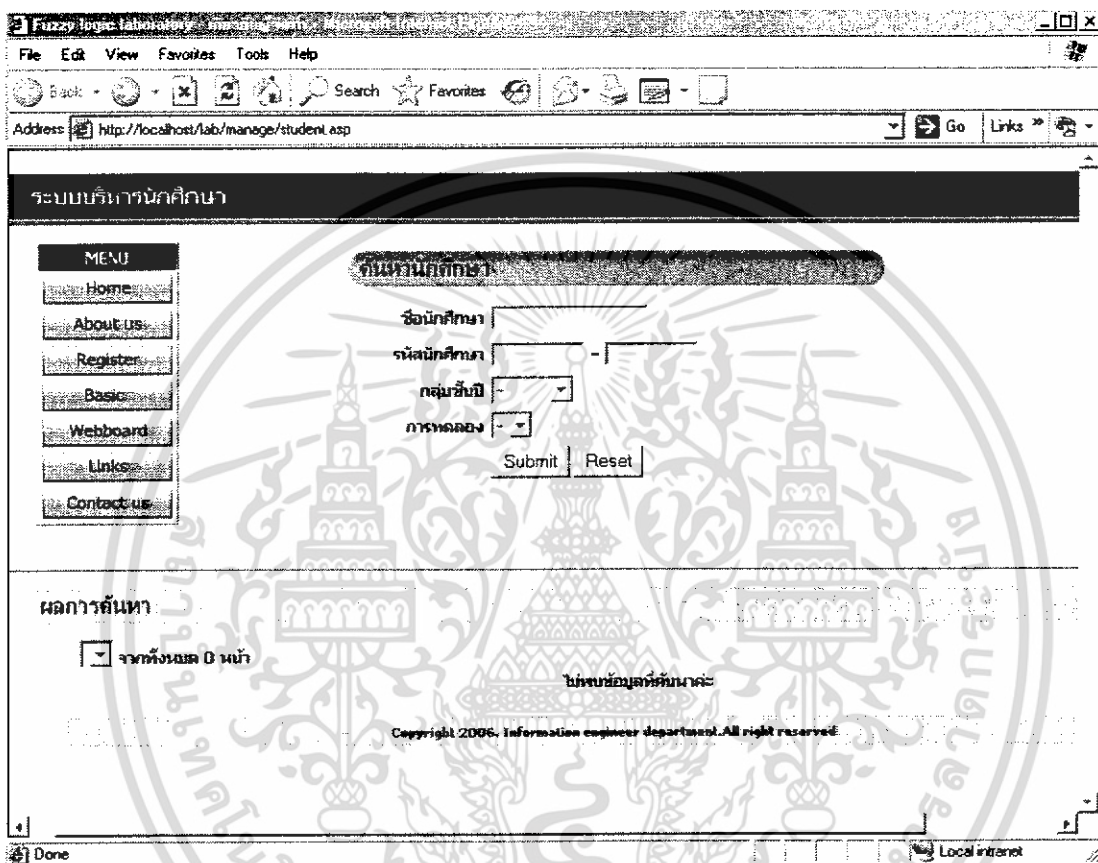 Fuzzy logic laboratory - - Microsoft Internet Explorer
File Edit View Favorites Tools Help
Back Search Favorites
Address http://localhost/lab/manage/student.asp Go Links »
ระบบบริหารนักศึกษา
MENU
Home
About us
Register
Basic
Webboard
Links
Contact us
ค้นหานักศึกษา
ชื่อนักศึกษา
รหัสนักศึกษา -
กลุ่มชั้นปี -
การทดลอง -
Submit Reset
ผลการค้นหา
จากทั้งหมด 0 หน้า
ไม่พบข้อมูลที่ค้นหาค่ะ
Copyright 2006. Information engineer department.All right reserved
Done Local intranet